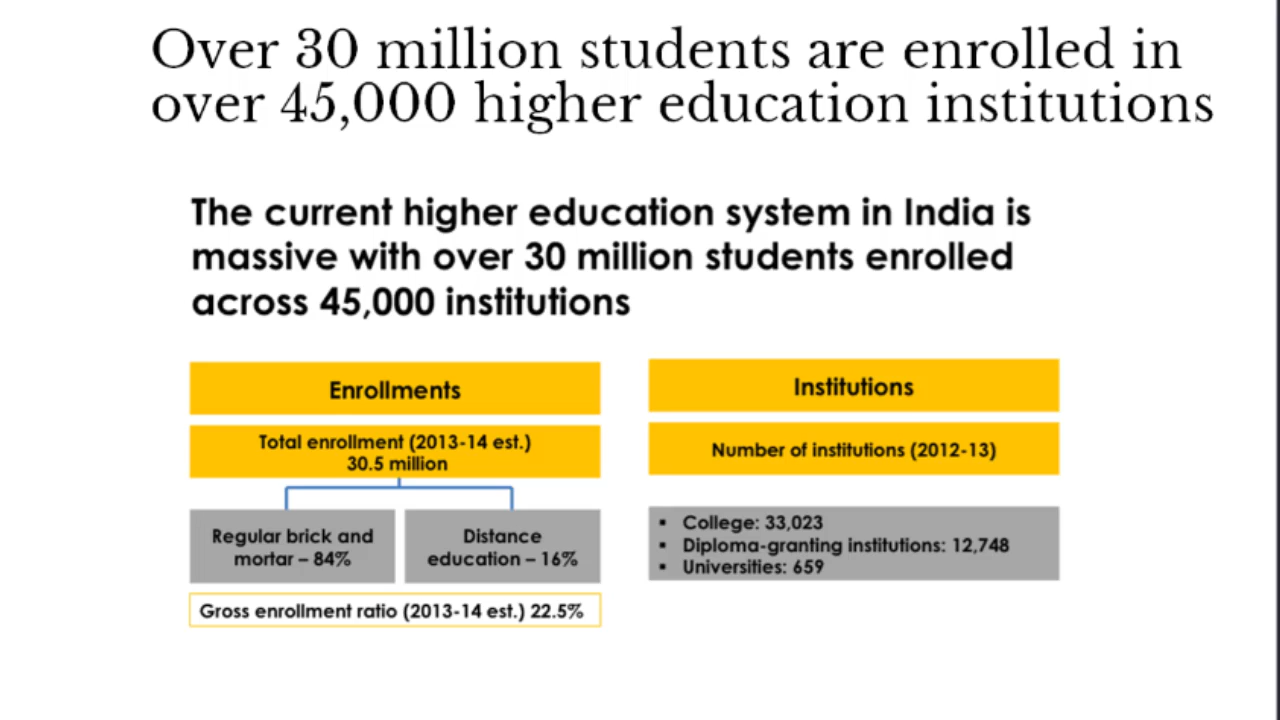 Over 30 million students are enrolled in
over 45,000 higher education institutions
The current higher education system in India is
massive with over 30 million students enrolled
across 45,000 institutions
Enrollments
Total enrollment (2013-14 est.)
30.5 million
Regular brick and
mortar – 84%
Distance
education – 16%
Gross enrollment ratio (2013-14 est.) 22.5%
Institutions
Number of institutions (2012-13)
▪ College: 33,023
▪ Diploma-granting institutions: 12,748
▪ Universities: 659